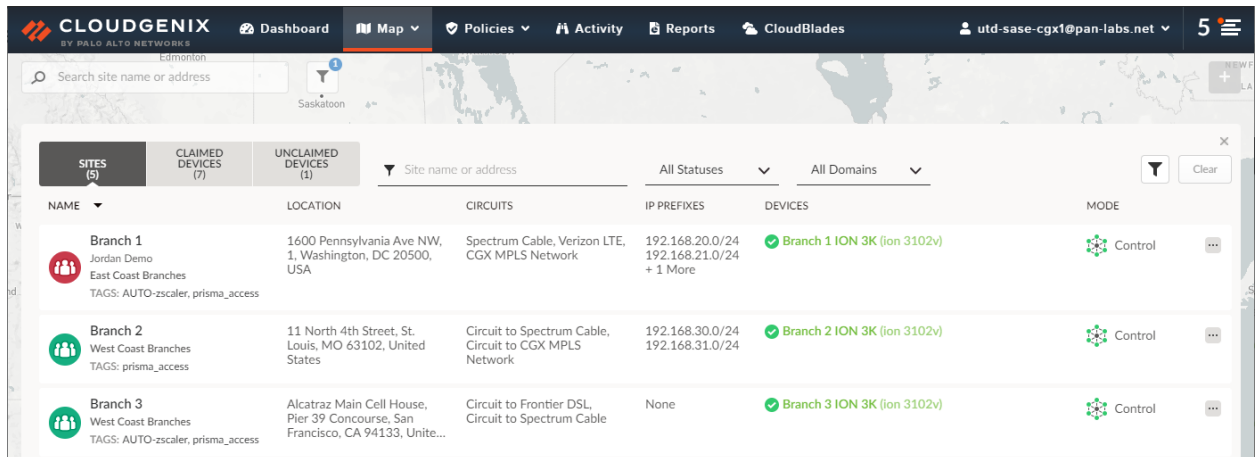 CLOUDGENIX
BY PALO ALTO NETWORKS
Dashboard
Map
Policies
Activity
Reports
CloudBlades
utd-sase-cgx1@pan-labs.net
5
Edmonton
Search site name or address
1
Saskatoon
NEWF
LA
SITES
(5)
CLAIMED
DEVICES
(7)
UNCLAIMED
DEVICES
(1)
Site name or address
All Statuses
All Domains
Clear
NAME
LOCATION
CIRCUITS
IP PREFIXES
DEVICES
MODE
Branch 1
Jordan Demo
East Coast Branches
TAGS: AUTO-zscaler, prisma_access
1600 Pennsylvania Ave NW,
1, Washington, DC 20500,
USA
Spectrum Cable, Verizon LTE,
CGX MPLS Network
192.168.20.0/24
192.168.21.0/24
+ 1 More
Branch 1 ION 3K (ion 3102v)
Control
Branch 2
West Coast Branches
TAGS: prisma_access
11 North 4th Street, St.
Louis, MO 63102, United
States
Circuit to Spectrum Cable,
Circuit to CGX MPLS
Network
192.168.30.0/24
192.168.31.0/24
Branch 2 ION 3K (ion 3102v)
Control
Branch 3
West Coast Branches
TAGS: AUTO-zscaler, prisma_access
Alcatraz Main Cell House,
Pier 39 Concourse, San
Francisco, CA 94133, Unite...
Circuit to Frontier DSL,
Circuit to Spectrum Cable
None
Branch 3 ION 3K (ion 3102v)
Control